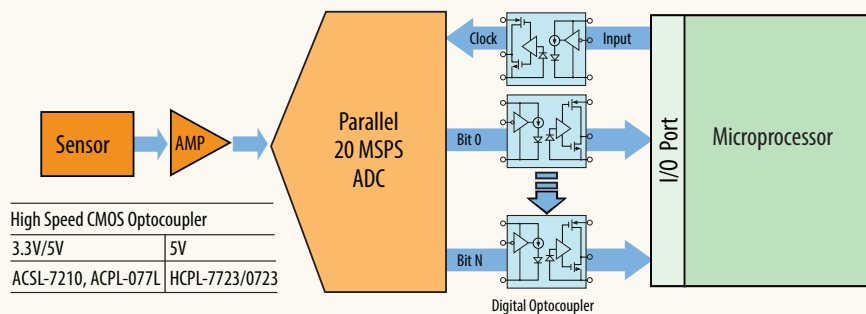 Clock
Input
Sensor
AMP
Parallel
20 MSPS
ADC
Bit 0
I/O Port
Microprocessor
High Speed CMOS Optocoupler
3.3V/5V 5V
ACSL-7210, ACPL-077L HCPL-7723/0723
Bit N
Digital Optocoupler